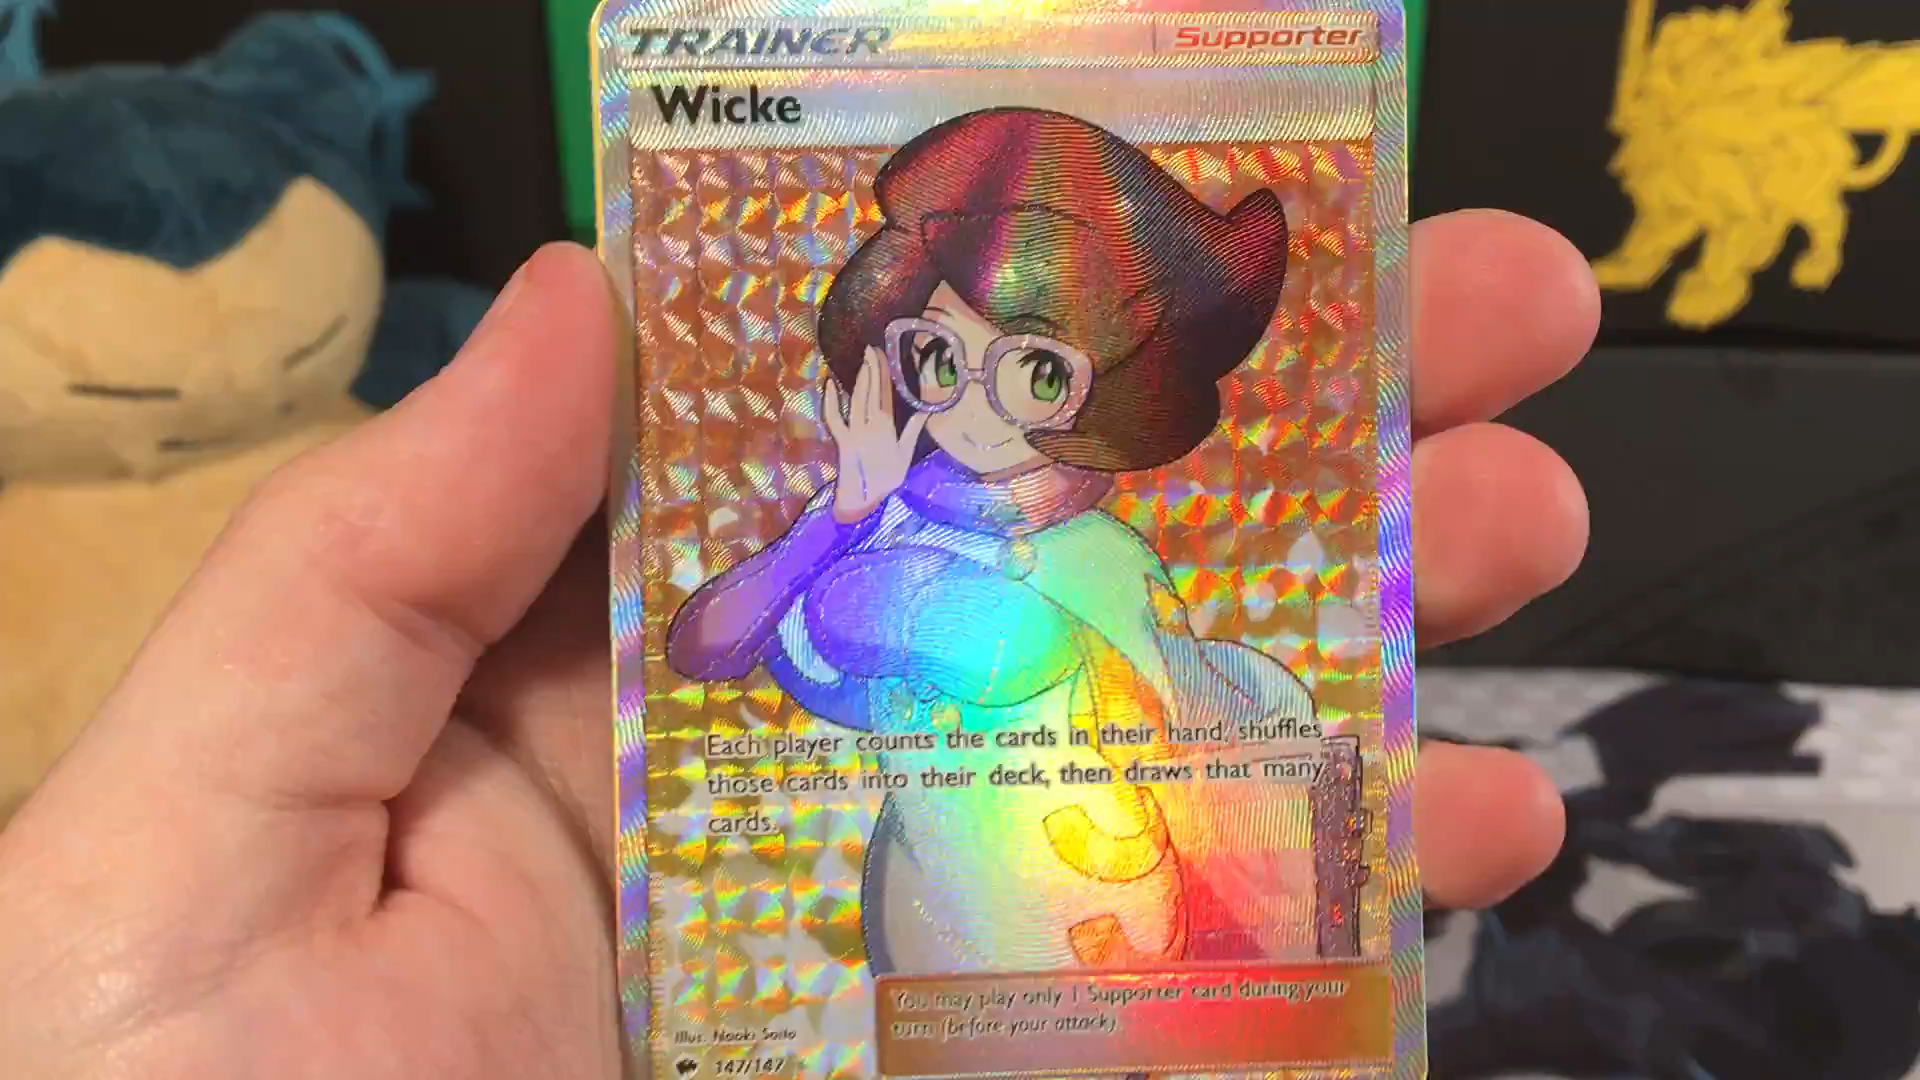 TRAINER Supporter
Wicke
Each player counts the cards in their hand, shuffles
those cards into their deck, then draws that many
cards.
You may play only 1 Supporter card during your
turn (before your attack).
Illus. Naoki Saito
147/147